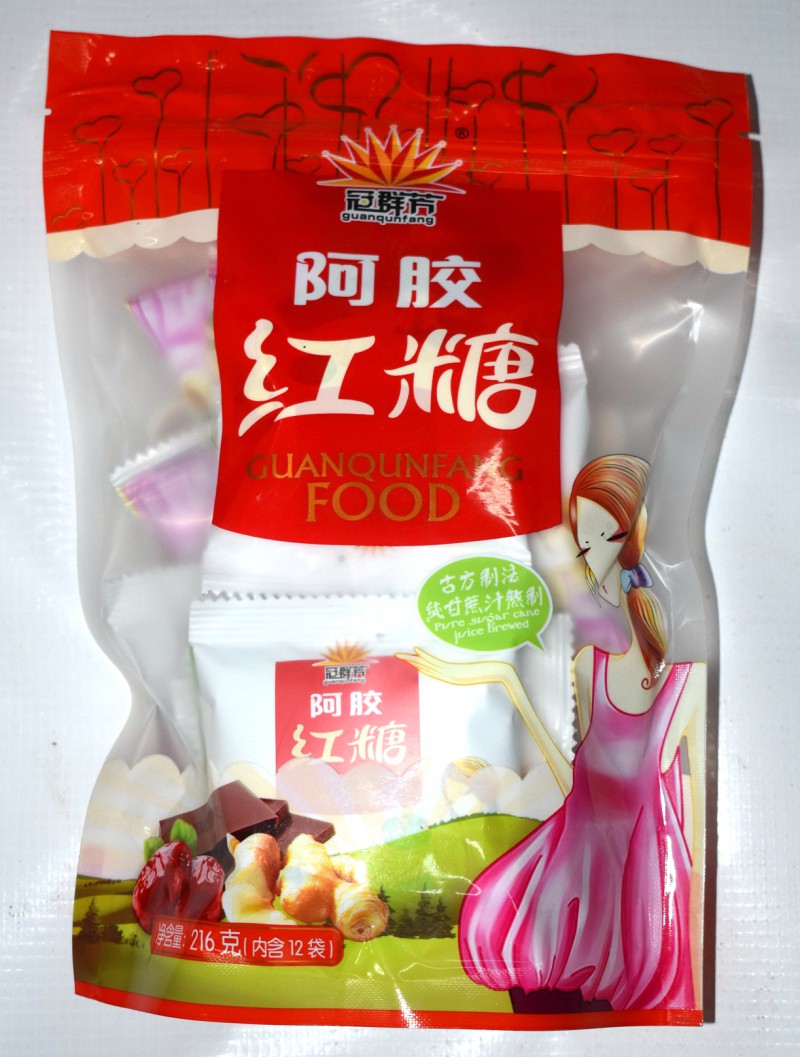 ®
冠群芳
guanqunfang
阿胶
红糖
GUANQUNFANG
FOOD
古方制法
纯甘蔗汁熬制
Pure sugar cane
juice Brewed
冠群芳
guanqunfang
阿胶
红糖
净含量:216克(内含12袋)